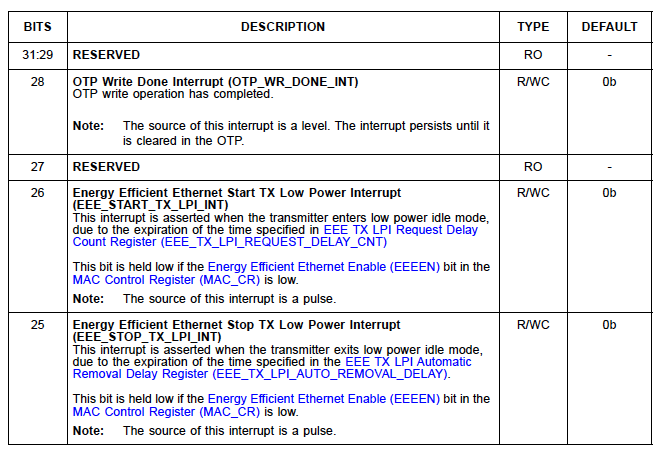 BITS DESCRIPTION TYPE DEFAULT
31:29 RESERVED RO -
28 OTP Write Done Interrupt (OTP_WR_DONE_INT) R/WC 0b
OTP write operation has completed.
Note: The source of this interrupt is a level. The interrupt persists until it
is cleared in the OTP.
27 RESERVED RO -
26 Energy Efficient Ethernet Start TX Low Power Interrupt R/WC 0b
(EEE_START_TX_LPI_INT)
This interrupt is asserted when the transmitter enters low power idle mode,
due to the expiration of the time specified in EEE TX LPI Request Delay
Count Register (EEE_TX_LPI_REQUEST_DELAY_CNT)
This bit is held low if the Energy Efficient Ethernet Enable (EEEEN) bit in the
MAC Control Register (MAC_CR) is low.
Note: The source of this interrupt is a pulse.
25 Energy Efficient Ethernet Stop TX Low Power Interrupt R/WC 0b
(EEE_STOP_TX_LPI_INT)
This interrupt is asserted when the transmitter exits low power idle mode,
due to the expiration of the time specified in the EEE TX LPI Automatic
Removal Delay Register (EEE_TX_LPI_AUTO_REMOVAL_DELAY).
This bit is held low if the Energy Efficient Ethernet Enable (EEEEN) bit in the
MAC Control Register (MAC_CR) is low.
Note: The source of this interrupt is a pulse.